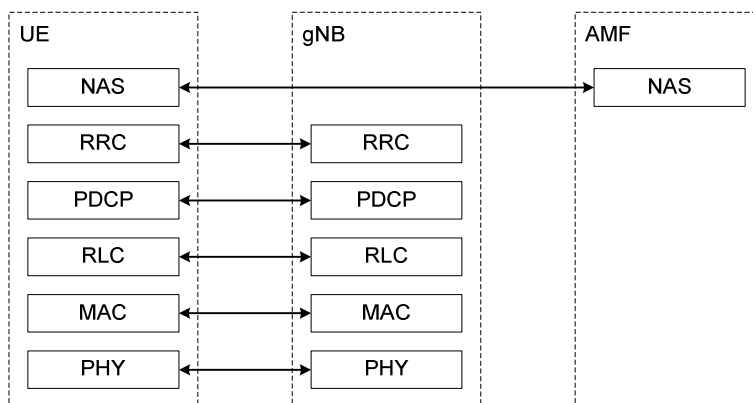 UE gNB AMF
NAS NAS
RRC RRC
PDCP PDCP
RLC RLC
MAC MAC
PHY PHY